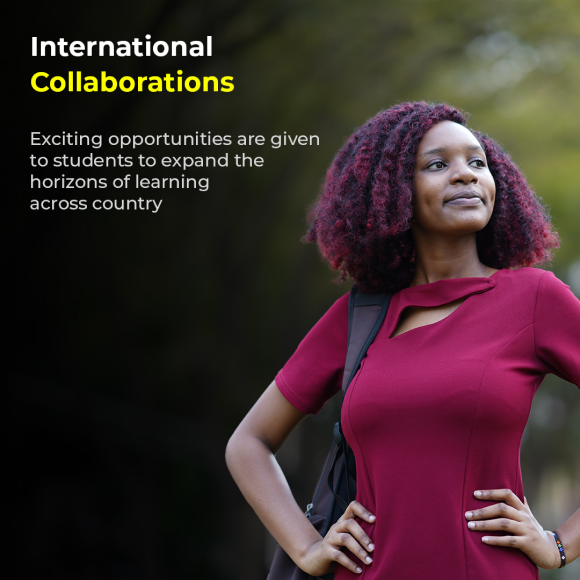 International
Collaborations
Exciting opportunities are given
to students to expand the
horizons of learning
across country